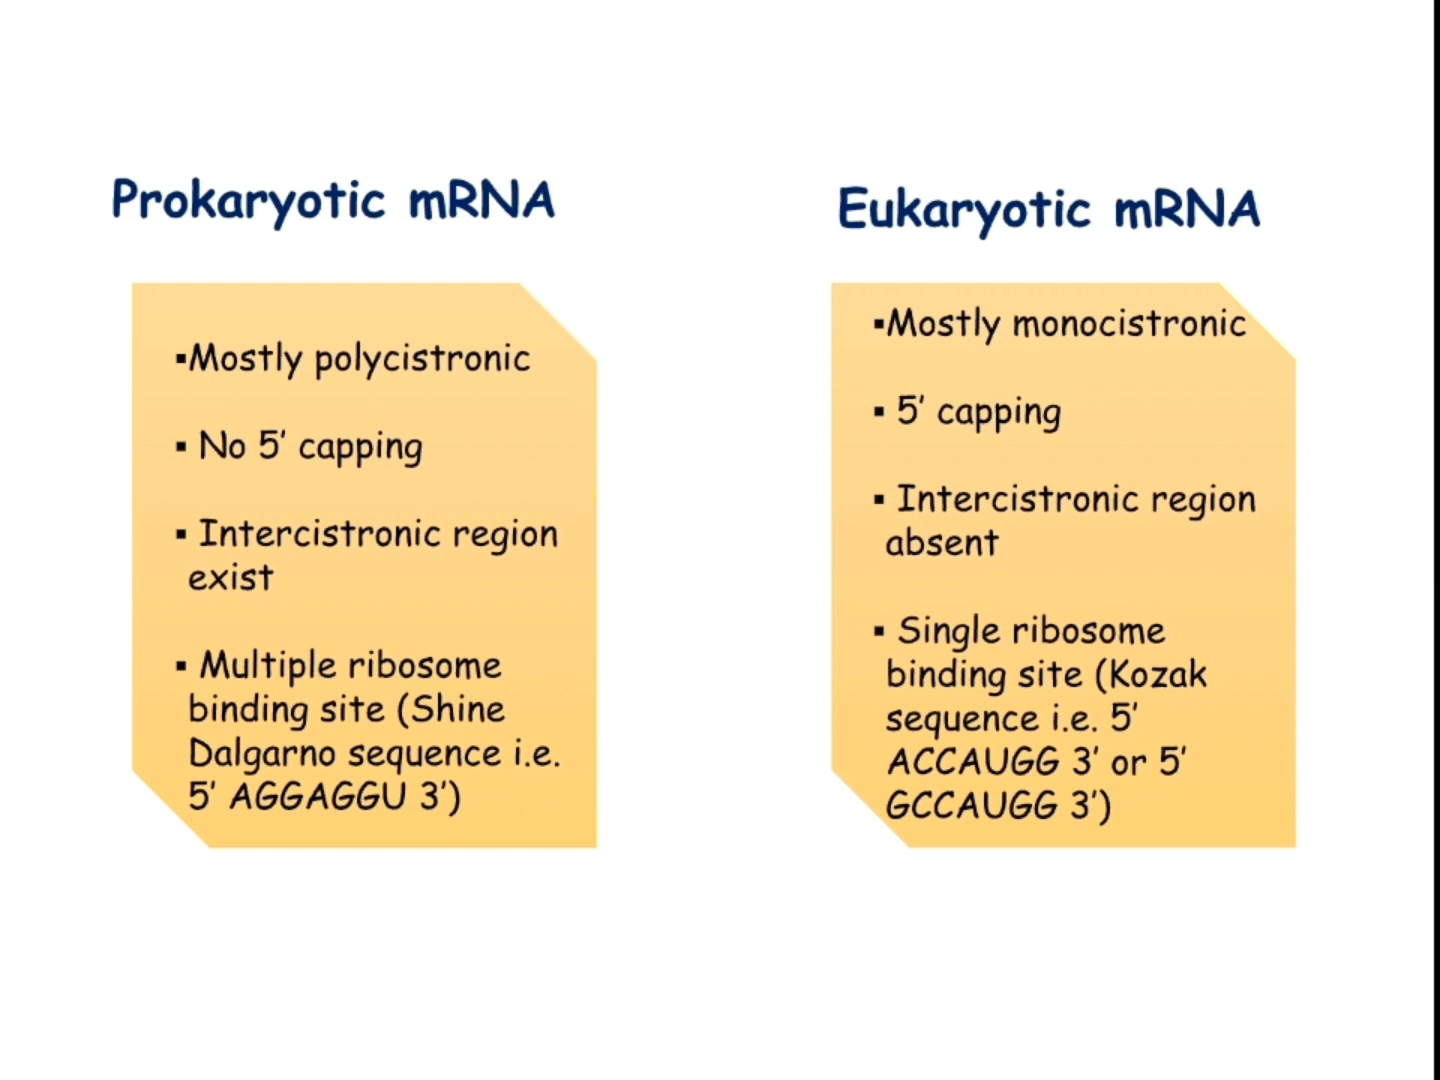 Prokaryotic mRNA
▪Mostly polycistronic
▪ No 5’ capping
▪ Intercistronic region
exist
▪ Multiple ribosome
binding site (Shine
Dalgarno sequence i.e.
5’ AGGAGGU 3’)
Eukaryotic mRNA
▪Mostly monocistronic
▪ 5’ capping
▪ Intercistronic region
absent
▪ Single ribosome
binding site (Kozak
sequence i.e. 5’
ACCAUGG 3’ or 5’
GCCAUGG 3’)